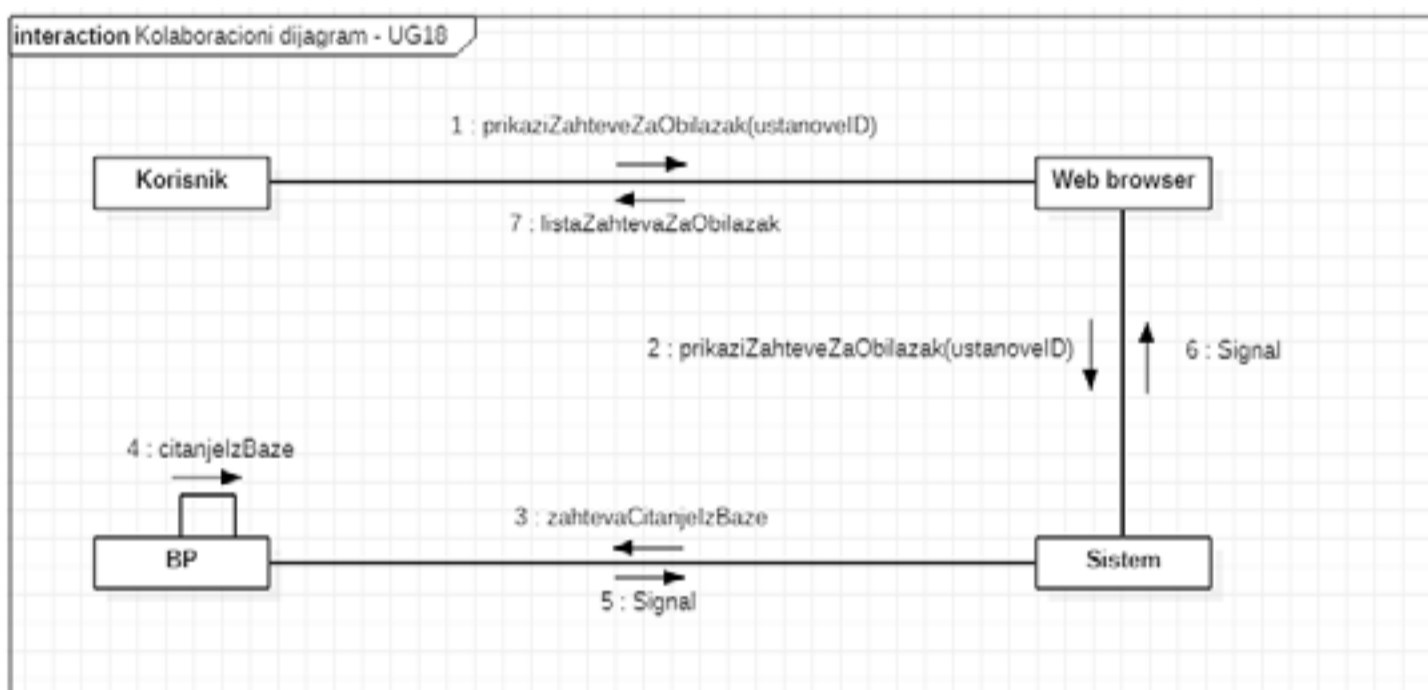 interaction Kolaboracioni dijagram - UG18
1 : prikaziZahteveZaObilazak(ustanoveID)
Korisnik
Web browser
7 : listaZahtevaZaObilazak
2 : prikaziZahteveZaObilazak(ustanoveID)
6 : Signal
4 : citanjeIzBaze
3 : zahtevaCitanjeIzBaze
BP
Sistem
5 : Signal